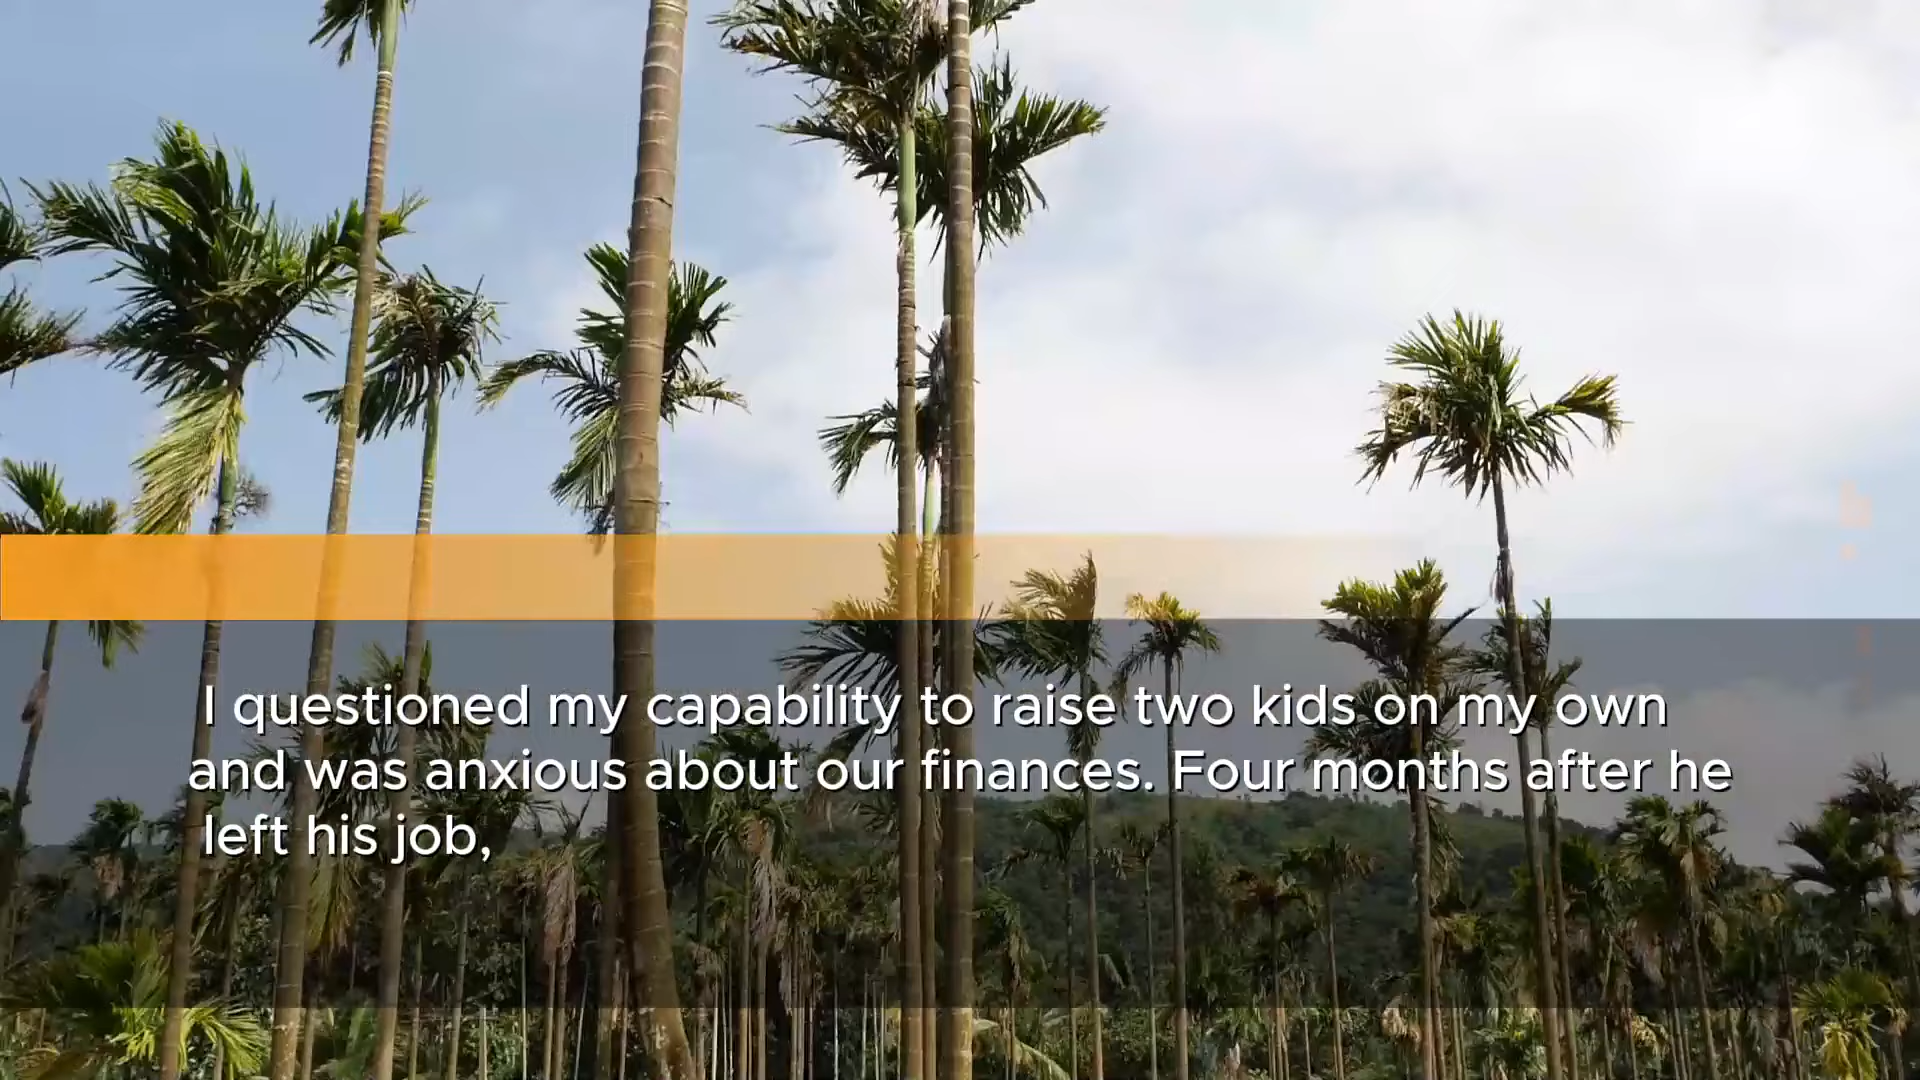 I questioned my capability to raise two kids on my own
and was anxious about our finances. Four months after he
left his job,